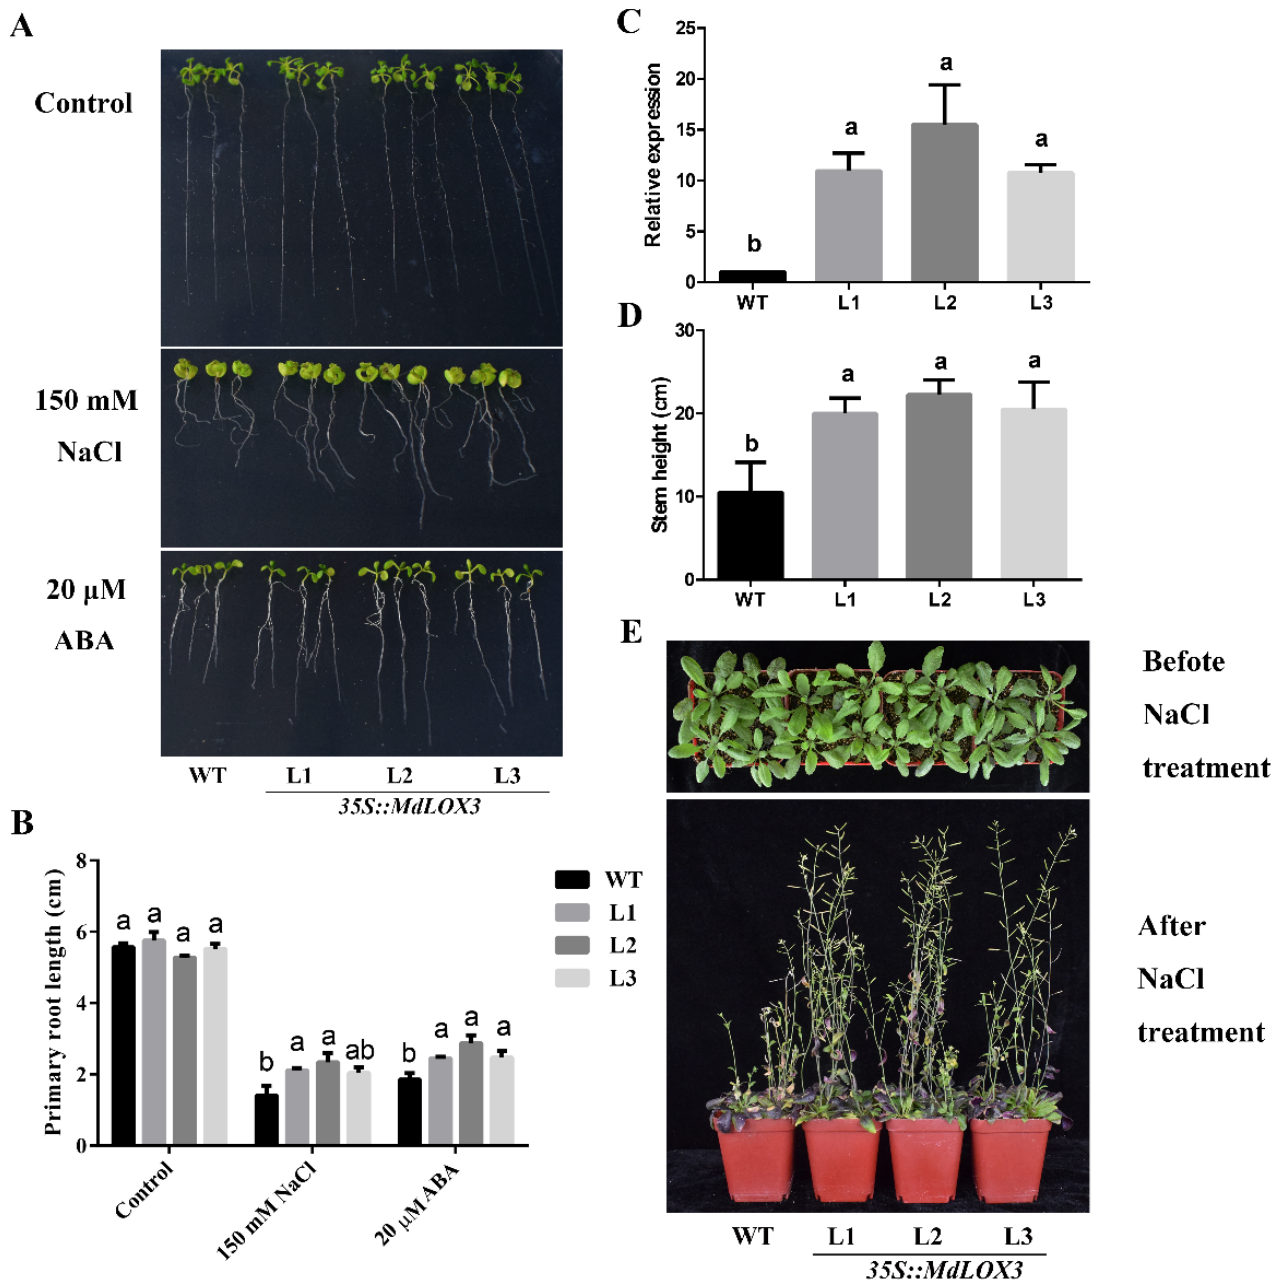 A
Control
150 mM
NaCl
20 μM
ABA
WT L1 L2 L3
35S::MdLOX3
B
Primary root length (cm)
8
6
4
2
0
a a a a
b a a ab
b a a a
Control
150 mM NaCl
20 μM ABA
WT
L1
L2
L3
C
Relative expression
25
20
15
10
5
0
b a a a
WT L1 L2 L3
D
Stem height (cm)
30
20
10
0
b a a a
WT L1 L2 L3
E
Befote
NaCl
treatment
After
NaCl
treatment
WT L1 L2 L3
35S::MdLOX3